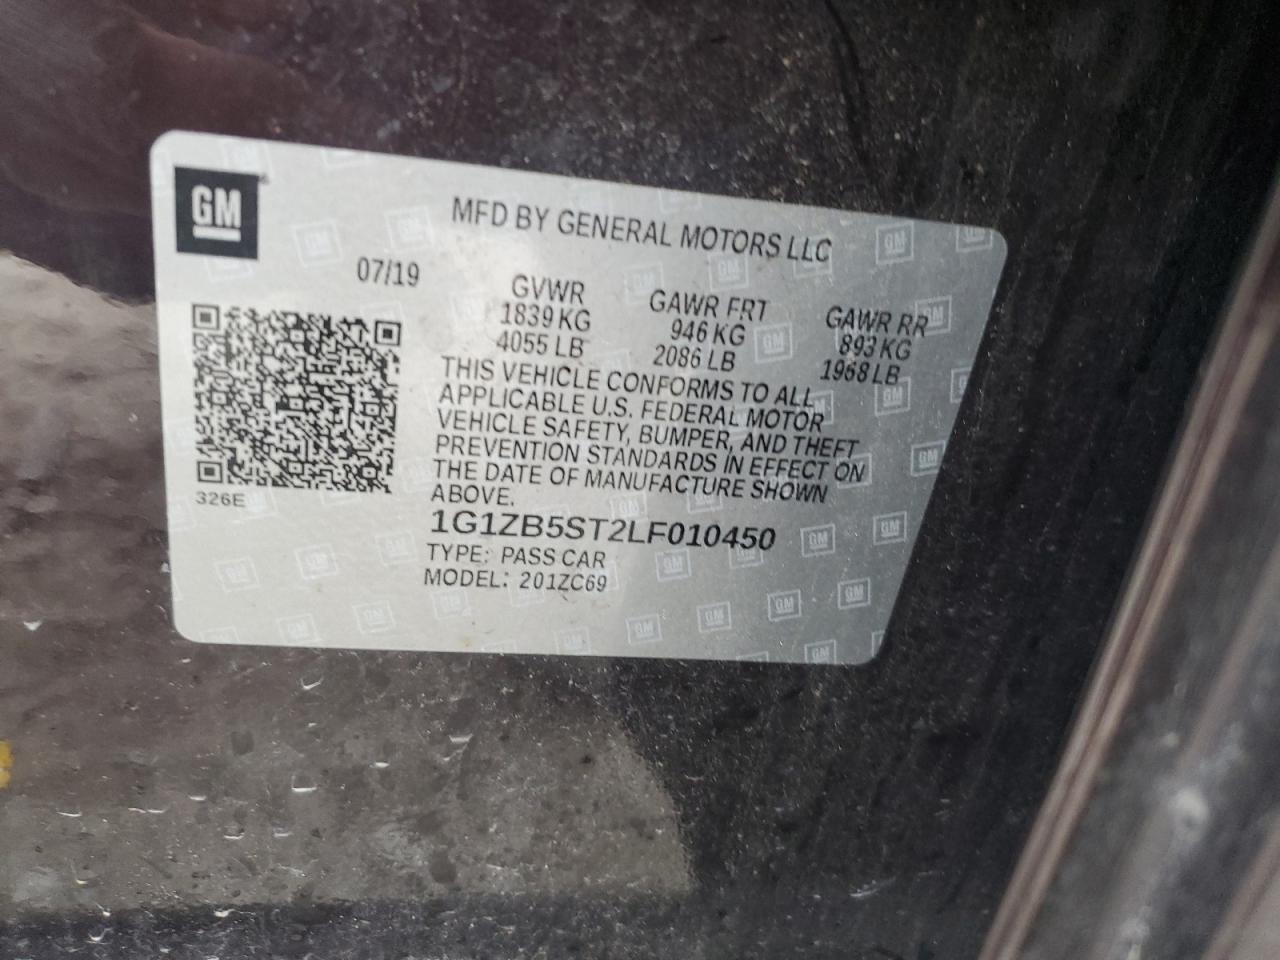 GM
MFD BY GENERAL MOTORS LLC
07/19
GVWR GAWR FRT GAWR RR
1839 KG 946 KG 893 KG
4055 LB 2086 LB 1968 LB
THIS VEHICLE CONFORMS TO ALL
APPLICABLE U.S. FEDERAL MOTOR
VEHICLE SAFETY, BUMPER, AND THEFT
PREVENTION STANDARDS IN EFFECT ON
THE DATE OF MANUFACTURE SHOWN
ABOVE.
326E
1G1ZB5ST2LF010450
TYPE: PASS CAR
MODEL: 201ZC69